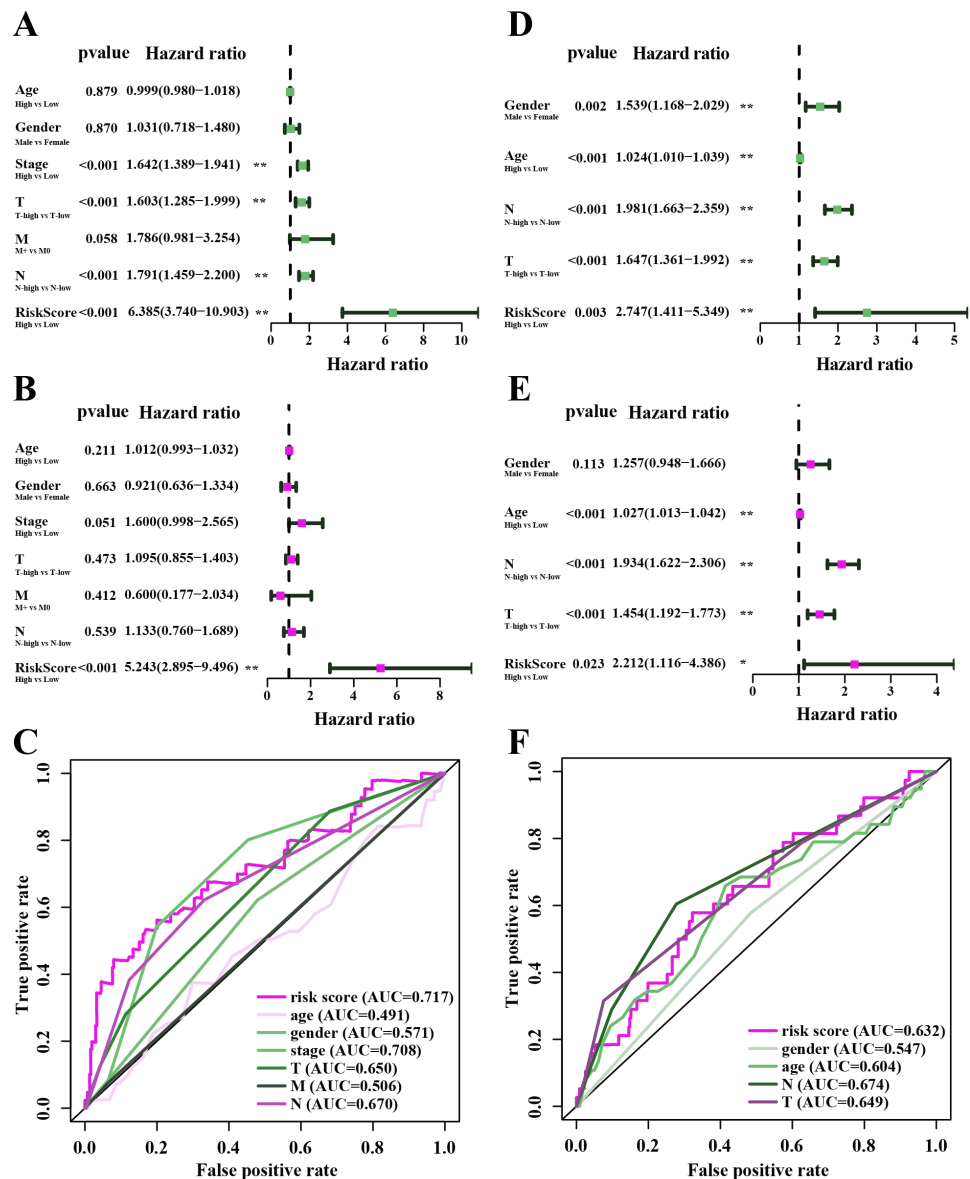 A
pvalue Hazard ratio
Age 0.879 0.999(0.980−1.018)
High vs Low
Gender 0.870 1.031(0.718−1.480)
Male vs Female
Stage <0.001 1.642(1.389−1.941) **
High vs Low
T <0.001 1.603(1.285−1.999) **
T-high vs T-low
M 0.058 1.786(0.981−3.254)
M+ vs M0
N <0.001 1.791(1.459−2.200) **
N-high vs N-low
RiskScore <0.001 6.385(3.740−10.903) **
High vs Low
0 2 4 6 8 10
Hazard ratio
D
pvalue Hazard ratio
Gender 0.002 1.539(1.168−2.029) **
Male vs Female
Age <0.001 1.024(1.010−1.039) **
High vs Low
N <0.001 1.981(1.663−2.359) **
N-high vs N-low
T <0.001 1.647(1.361−1.992) **
T-high vs T-low
RiskScore 0.003 2.747(1.411−5.349) **
High vs Low
0 1 2 3 4 5
Hazard ratio
B
pvalue Hazard ratio
Age 0.211 1.012(0.993−1.032)
High vs Low
Gender 0.663 0.921(0.636−1.334)
Male vs Female
Stage 0.051 1.600(0.998−2.565)
High vs Low
T 0.473 1.095(0.855−1.403)
T-high vs T-low
M 0.412 0.600(0.177−2.034)
M+ vs M0
N 0.539 1.133(0.760−1.689)
N-high vs N-low
RiskScore <0.001 5.243(2.895−9.496) **
High vs Low
0 2 4 6 8
Hazard ratio
E
pvalue Hazard ratio
Gender 0.113 1.257(0.948−1.666)
Male vs Female
Age <0.001 1.027(1.013−1.042) **
High vs Low
N <0.001 1.934(1.622−2.306) **
N-high vs N-low
T <0.001 1.454(1.192−1.773) **
T-high vs T-low
RiskScore 0.023 2.212(1.116−4.386) *
High vs Low
0 1 2 3 4
Hazard ratio
C
True positive rate
1.0
0.8
0.6
0.4
0.2
0.0
risk score (AUC=0.717)
age (AUC=0.491)
gender (AUC=0.571)
stage (AUC=0.708)
T (AUC=0.650)
M (AUC=0.506)
N (AUC=0.670)
0.0 0.2 0.4 0.6 0.8 1.0
False positive rate
F
True positive rate
1.0
0.8
0.6
0.4
0.2
0.0
risk score (AUC=0.632)
gender (AUC=0.547)
age (AUC=0.604)
N (AUC=0.674)
T (AUC=0.649)
0.0 0.2 0.4 0.6 0.8 1.0
False positive rate